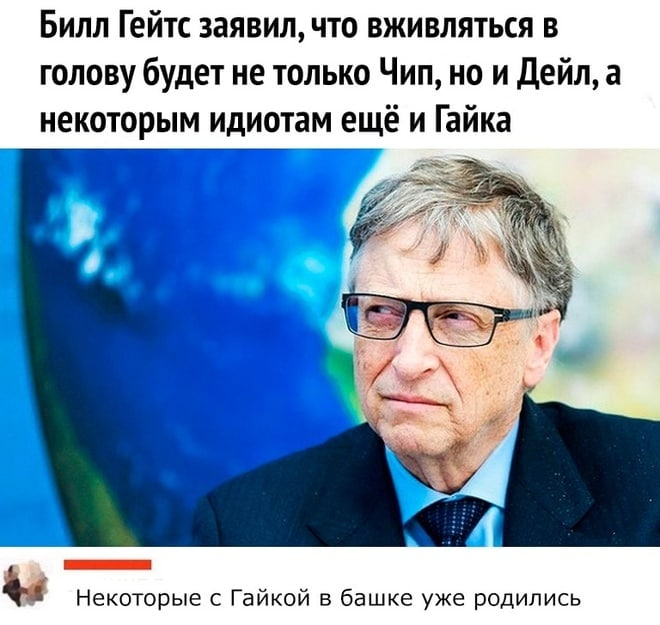 Билл Гейтс заявил, что вживляться в
голову будет не только Чип, но и Дейл, а
некоторым идиотам ещё и Гайка
Некоторые с Гайкой в башке уже родились